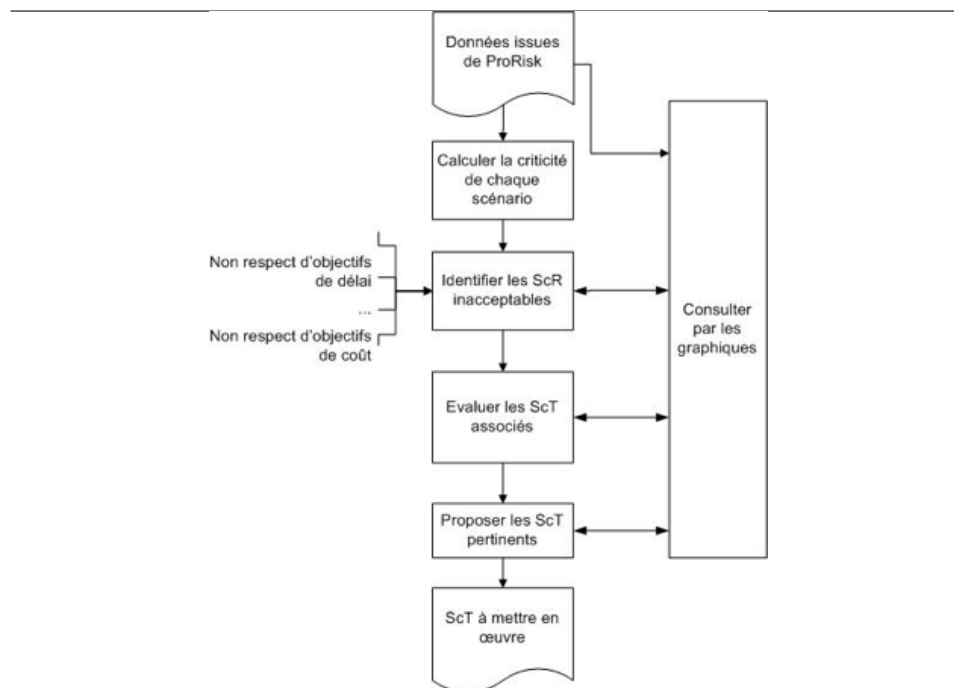 Données issues
de ProRisk
Calculer la criticité
de chaque
scénario
Non respect d'objectifs
de délai
...
Non respect d'objectifs
de coût
Identifier les ScR
inacceptables
Consulter
par les
graphiques
Evaluer les ScT
associés
Proposer les ScT
pertinents
ScT à mettre en
œuvre